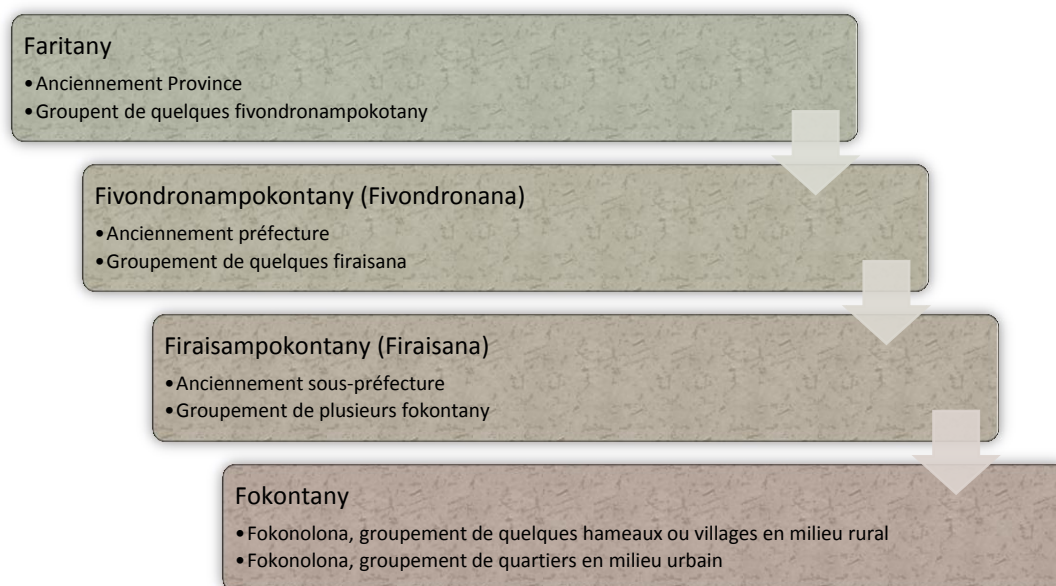 Faritany
•Anciennement Province
•Groupent de quelques fivondronampokotany
Fivondronampokontany (Fivondronana)
•Anciennement préfecture
•Groupement de quelques firaisana
Firaisampokontany (Firaisana)
•Anciennement sous-préfecture
•Groupement de plusieurs fokontany
Fokontany
•Fokonolona, groupement de quelques hameaux ou villages en milieu rural
•Fokonolona, groupement de quartiers en milieu urbain